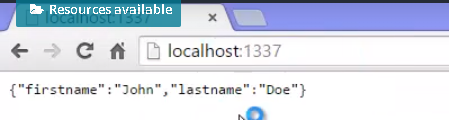 Resources available
localhost:1337
localhost:1337
{"firstname":"John","lastname":"Doe"}